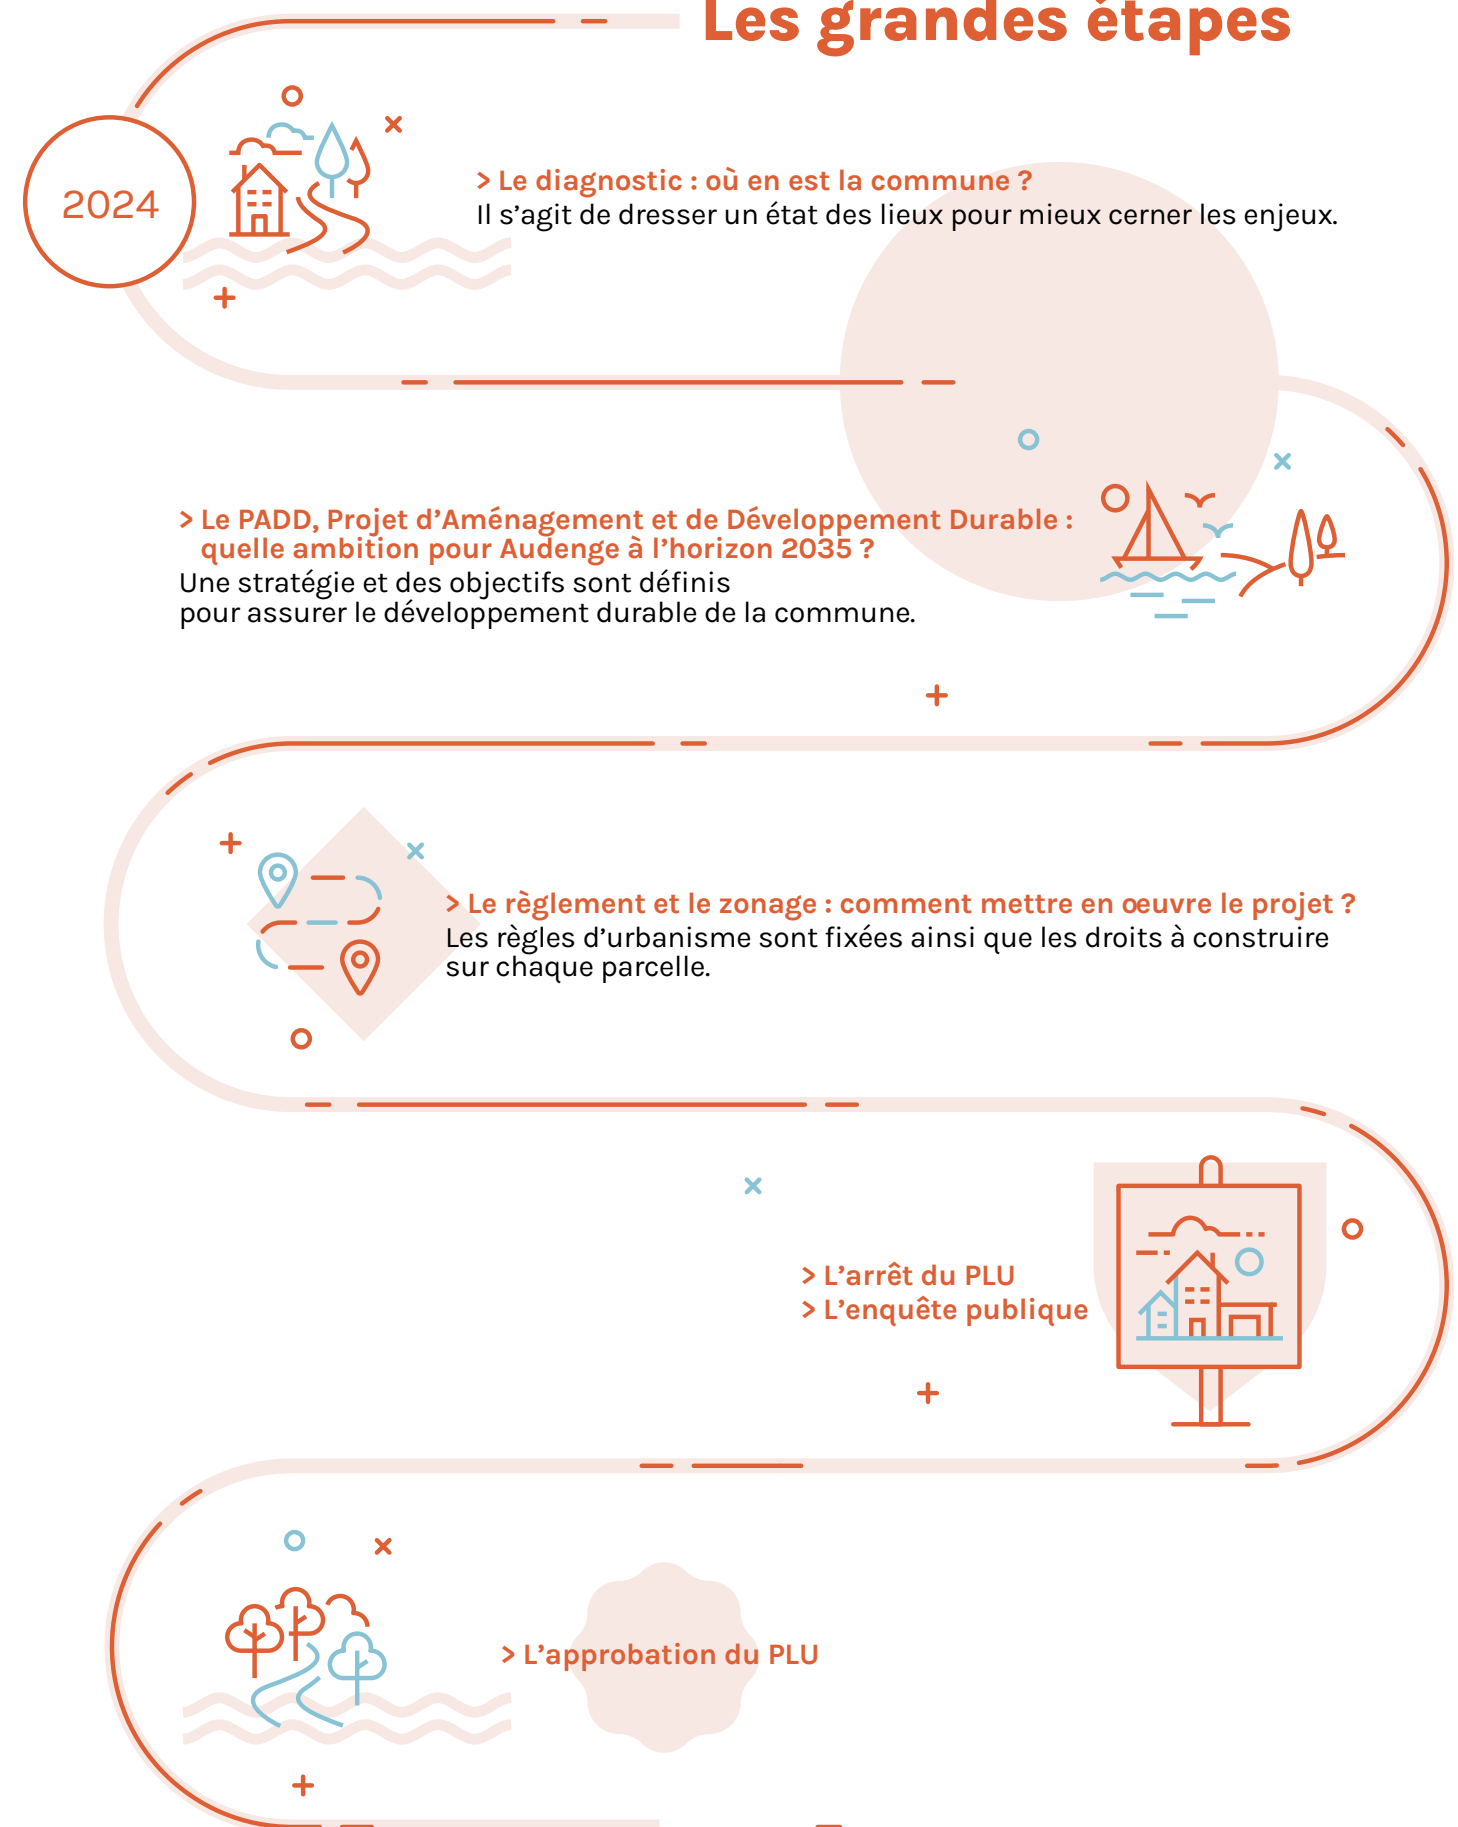 Les grandes étapes
2024
> Le diagnostic : où en est la commune ?
Il s’agit de dresser un état des lieux pour mieux cerner les enjeux.
> Le PADD, Projet d’Aménagement et de Développement Durable :
quelle ambition pour Audenge à l’horizon 2035 ?
Une stratégie et des objectifs sont définis
pour assurer le développement durable de la commune.
> Le règlement et le zonage : comment mettre en œuvre le projet ?
Les règles d’urbanisme sont fixées ainsi que les droits à construire
sur chaque parcelle.
> L’arrêt du PLU
> L’enquête publique
> L’approbation du PLU